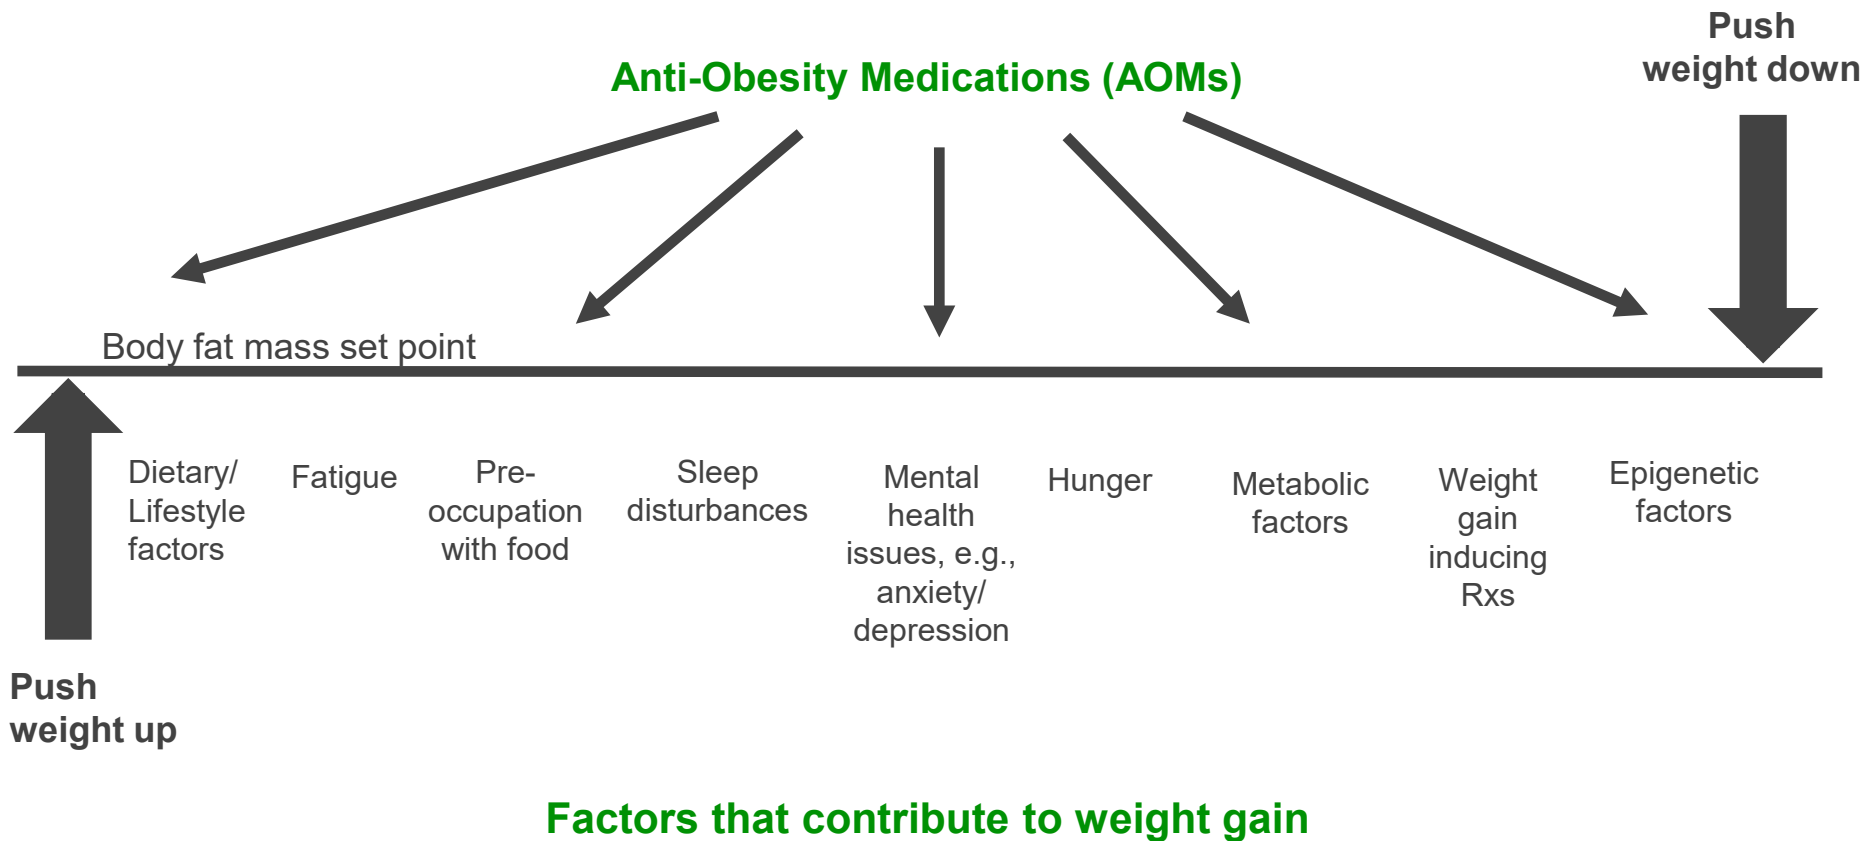 Push
weight down
Anti-Obesity Medications (AOMs)
Body fat mass set point
Dietary/
Lifestyle
factors
Fatigue
Pre-
occupation
with food
Sleep
disturbances
Mental
health
issues, e.g.,
anxiety/
depression
Hunger
Metabolic
factors
Weight
gain
inducing
Rxs
Epigenetic
factors
Push
weight up
Factors that contribute to weight gain